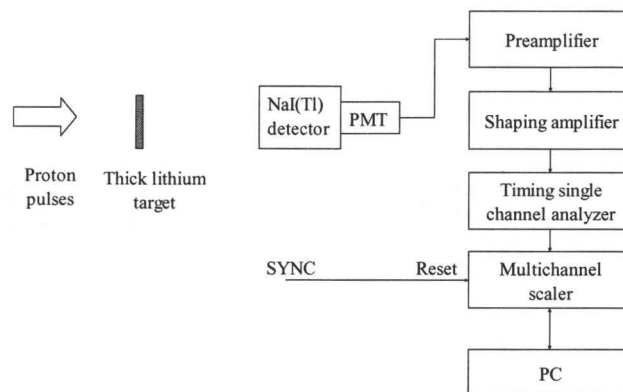 Preamplifier
NaI(Tl)
detector
PMT
Shaping amplifier
Proton
pulses
Thick lithium
target
Timing single
channel analyzer
SYNC
Reset
Multichannel
scaler
PC